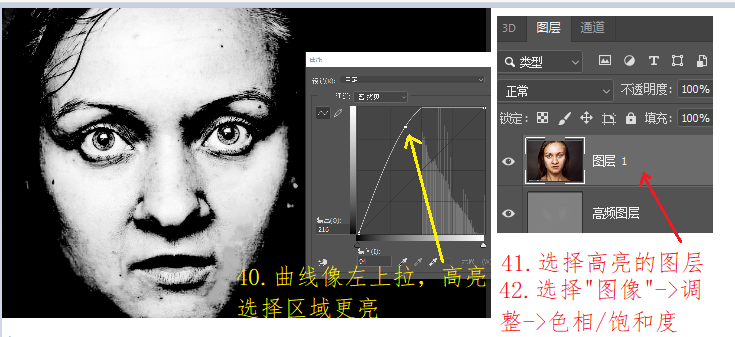 3D 图层 通道
类型
正常 不透明度: 100%
锁定: 填充: 100%
图层 1
高频图层
输出(O):
216
40.曲线像左上拉，高亮
选择区域更亮
41.选择高亮的图层
42.选择"图像"->调
整->色相/饱和度